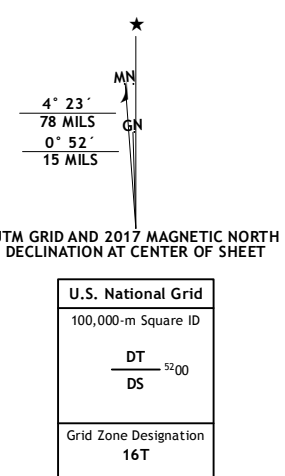 ★
MN
4° 23´
78 MILS
GN
0° 52´
15 MILS
UTM GRID AND 2017 MAGNETIC NORTH
DECLINATION AT CENTER OF SHEET
U.S. National Grid
100,000-m Square ID
DT
5200
DS
Grid Zone Designation
16T